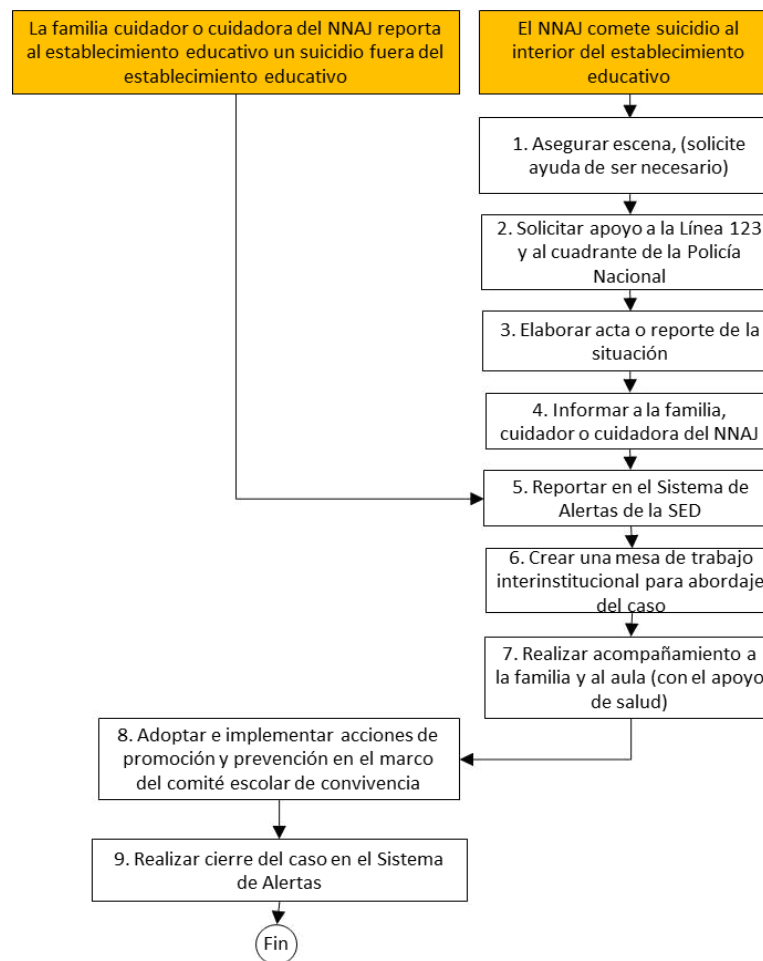 La familia cuidador o cuidadora del NNAJ reporta
al establecimiento educativo un suicidio fuera del
establecimiento educativo
El NNAJ comete suicidio al
interior del establecimiento
educativo
1. Asegurar escena, (solicite
ayuda de ser necesario)
2. Solicitar apoyo a la Línea 123
y al cuadrante de la Policía
Nacional
3. Elaborar acta o reporte de la
situación
4. Informar a la familia,
cuidador o cuidadora del NNAJ
5. Reportar en el Sistema de
Alertas de la SED
6. Crear una mesa de trabajo
interinstitucional para abordaje
del caso
7. Realizar acompañamiento a
la familia y al aula (con el apoyo
de salud)
8. Adoptar e implementar acciones de
promoción y prevención en el marco
del comité escolar de convivencia
9. Realizar cierre del caso en el Sistema
de Alertas
Fin